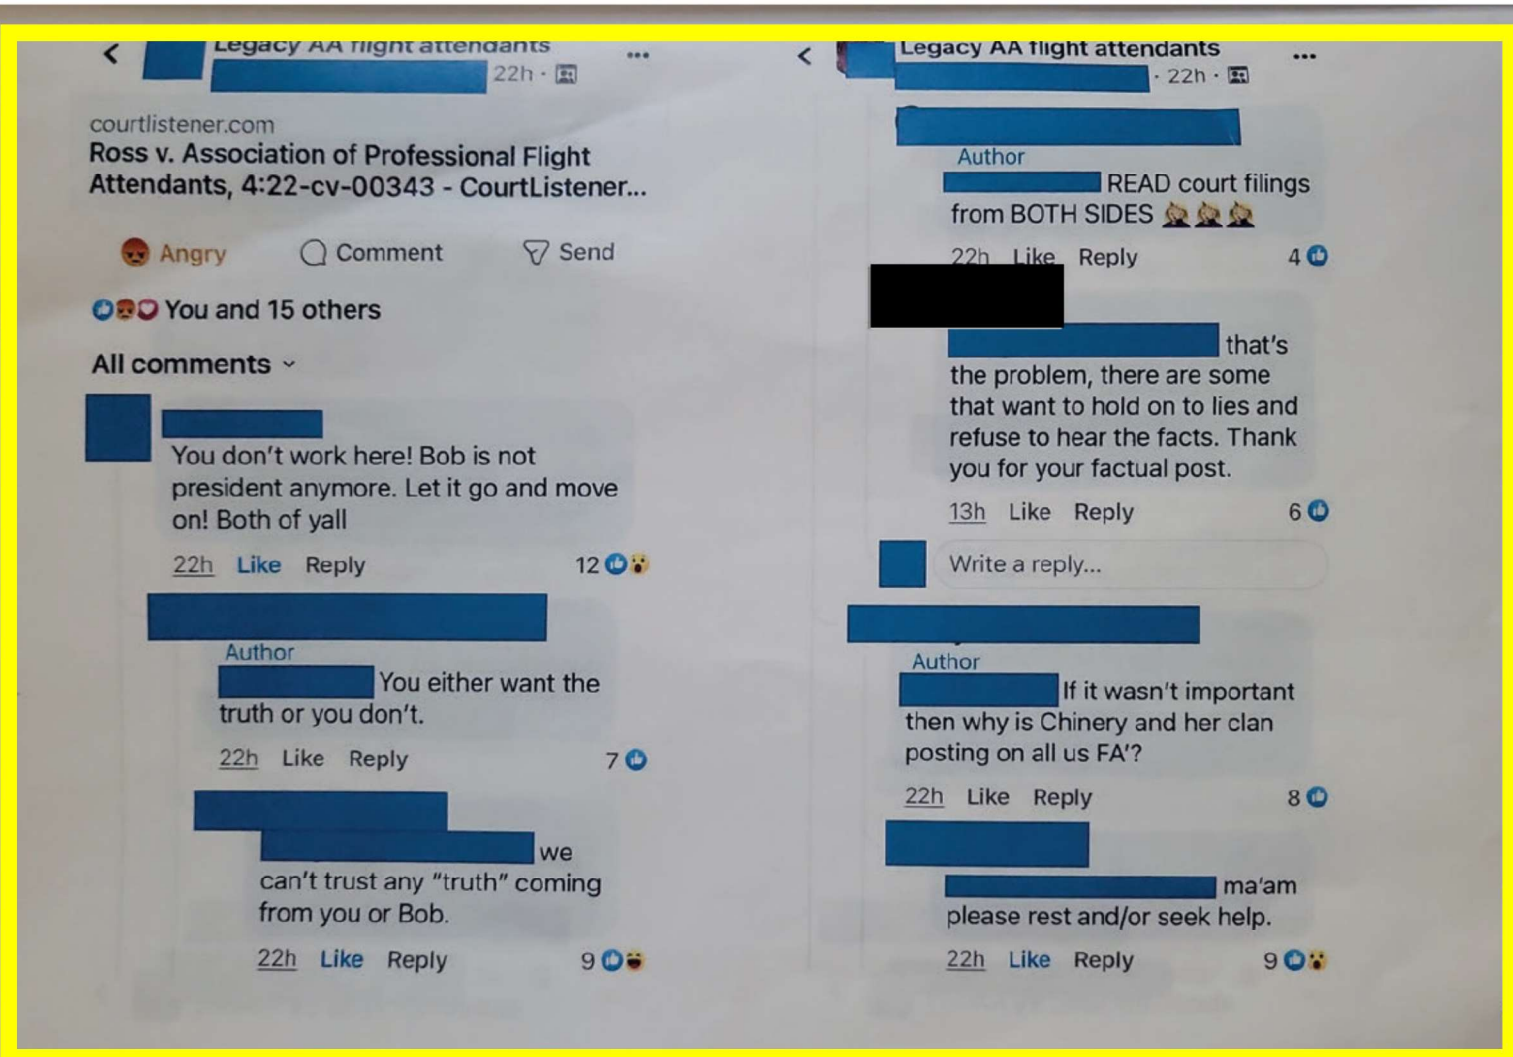 Legacy AA flight attendants
22h ·
courtlistener.com
Ross v. Association of Professional Flight
Attendants, 4:22-cv-00343 - CourtListener...
Angry Comment Send
You and 15 others
All comments
You don't work here! Bob is not
president anymore. Let it go and move
on! Both of yall
22h Like Reply 12
Author
You either want the
truth or you don't.
22h Like Reply 7
we
can't trust any "truth" coming
from you or Bob.
22h Like Reply 9
Legacy AA flight attendants
· 22h ·
Author
READ court filings
from BOTH SIDES 🤦🤦🤦
22h Like Reply 4
that's
the problem, there are some
that want to hold on to lies and
refuse to hear the facts. Thank
you for your factual post.
13h Like Reply 6
Write a reply...
Author
If it wasn't important
then why is Chinery and her clan
posting on all us FA'?
22h Like Reply 8
ma'am
please rest and/or seek help.
22h Like Reply 9